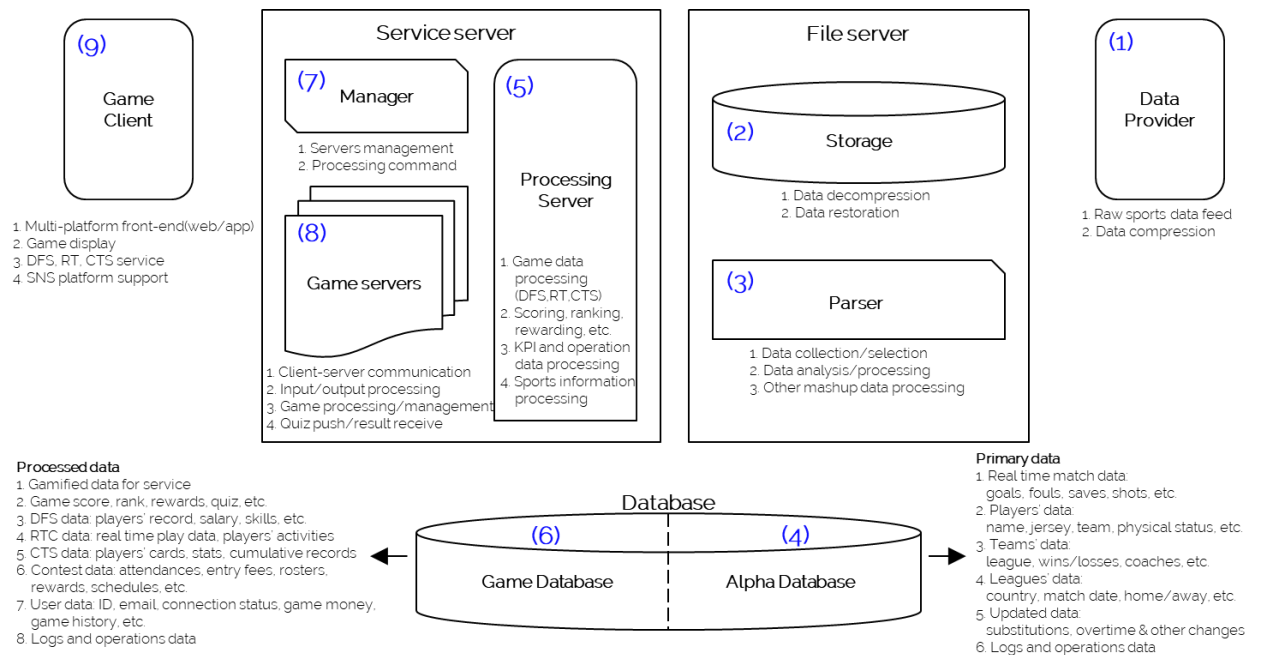 (9)
Game
Client
1. Multi-platform front-end(web/app)
2. Game display
3. DFS, RT, CTS service
4. SNS platform support
Service server
(7)
Manager
1. Servers management
2. Processing command
(8)
Game servers
1. Client-server communication
2. Input/output processing
3. Game processing/management
4. Quiz push/result receive
(5)
Processing
Server
1. Game data
processing
(DFS,RT,CTS)
2. Scoring, ranking,
rewarding, etc.
3. KPI and operation
data processing
4. Sports information
processing
File server
(2)
Storage
1. Data decompression
2. Data restoration
(3)
Parser
1. Data collection/selection
2. Data analysis/processing
3. Other mashup data processing
(1)
Data
Provider
1. Raw sports data feed
2. Data compression
Processed data
1. Gamified data for service
2. Game score, rank, rewards, quiz, etc.
3. DFS data: players' record, salary, skills, etc.
4. RTC data: real time play data, players' activities
5. CTS data: players' cards, stats, cumulative records
6. Contest data: attendances, entry fees, rosters,
rewards, schedules, etc.
7. User data: ID, email, connection status, game money,
game history, etc.
8. Logs and operations data
Database
(6)
Game Database
(4)
Alpha Database
Primary data
1. Real time match data:
goals, fouls, saves, shots, etc.
2. Players' data:
name, jersey, team, physical status, etc.
3. Teams' data:
league, wins/losses, coaches, etc.
4. Leagues' data:
country, match date, home/away, etc.
5. Updated data:
substitutions, overtime & other changes
6. Logs and operations data